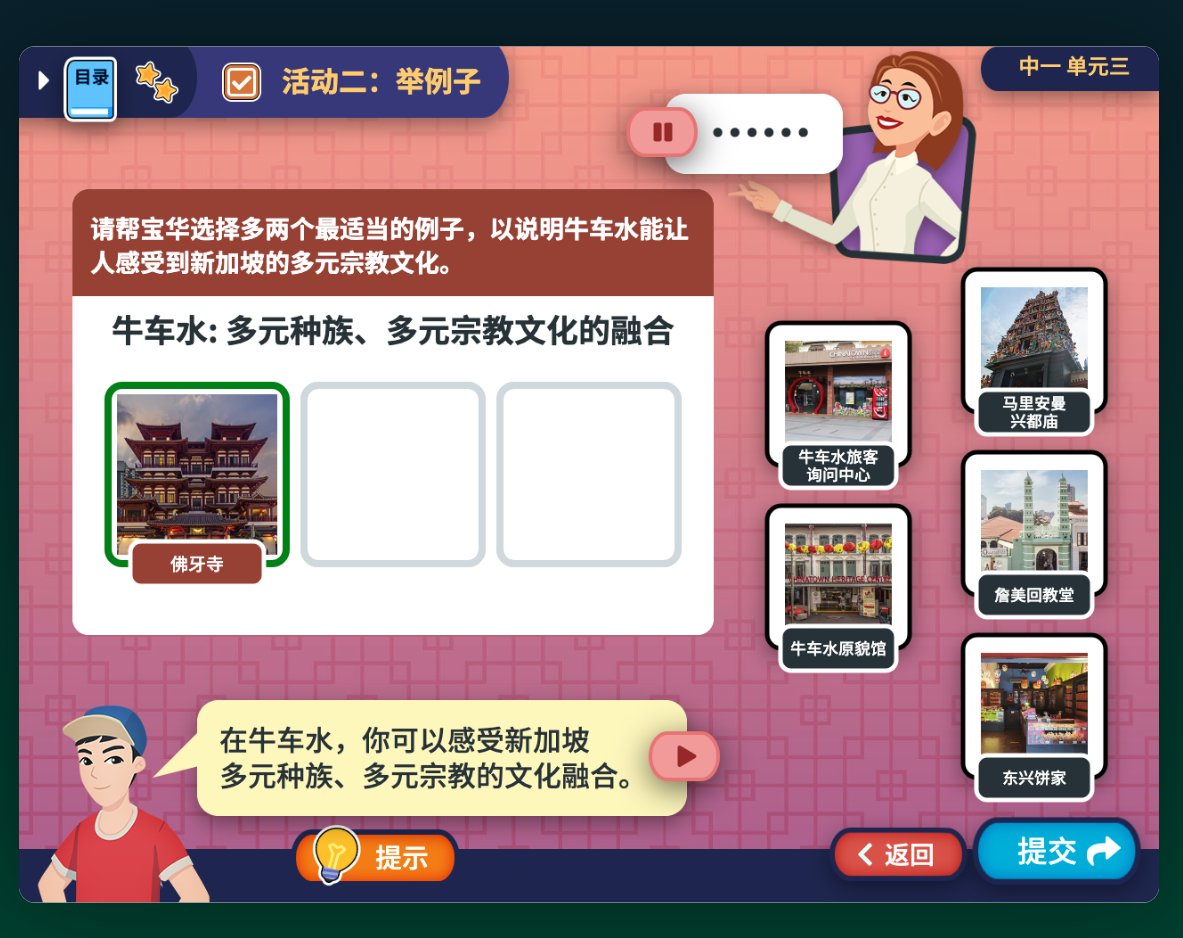 目录
活动二：举例子
中一 单元三
请帮宝华选择多两个最适当的例子，以说明牛车水能让
人感受到新加坡的多元宗教文化。
牛车水: 多元种族、多元宗教文化的融合
佛牙寺
CHINATOWN
牛车水旅客
询问中心
马里安曼
兴都庙
CHINATOWN HERITAGE CENTRE
牛车水原貌馆
詹美回教堂
东兴饼家
在牛车水，你可以感受新加坡
多元种族、多元宗教的文化融合。
提示
返回
提交